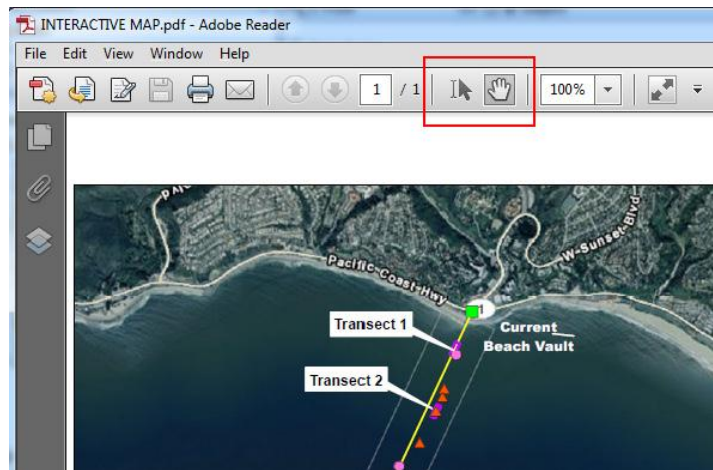 INTERACTIVE MAP.pdf - Adobe Reader
File Edit View Window Help
1 / 1 100%
Pacific-Coast-Hwy
W-Sunset-Blvd
1
Transect 1
Current
Beach Vault
Transect 2